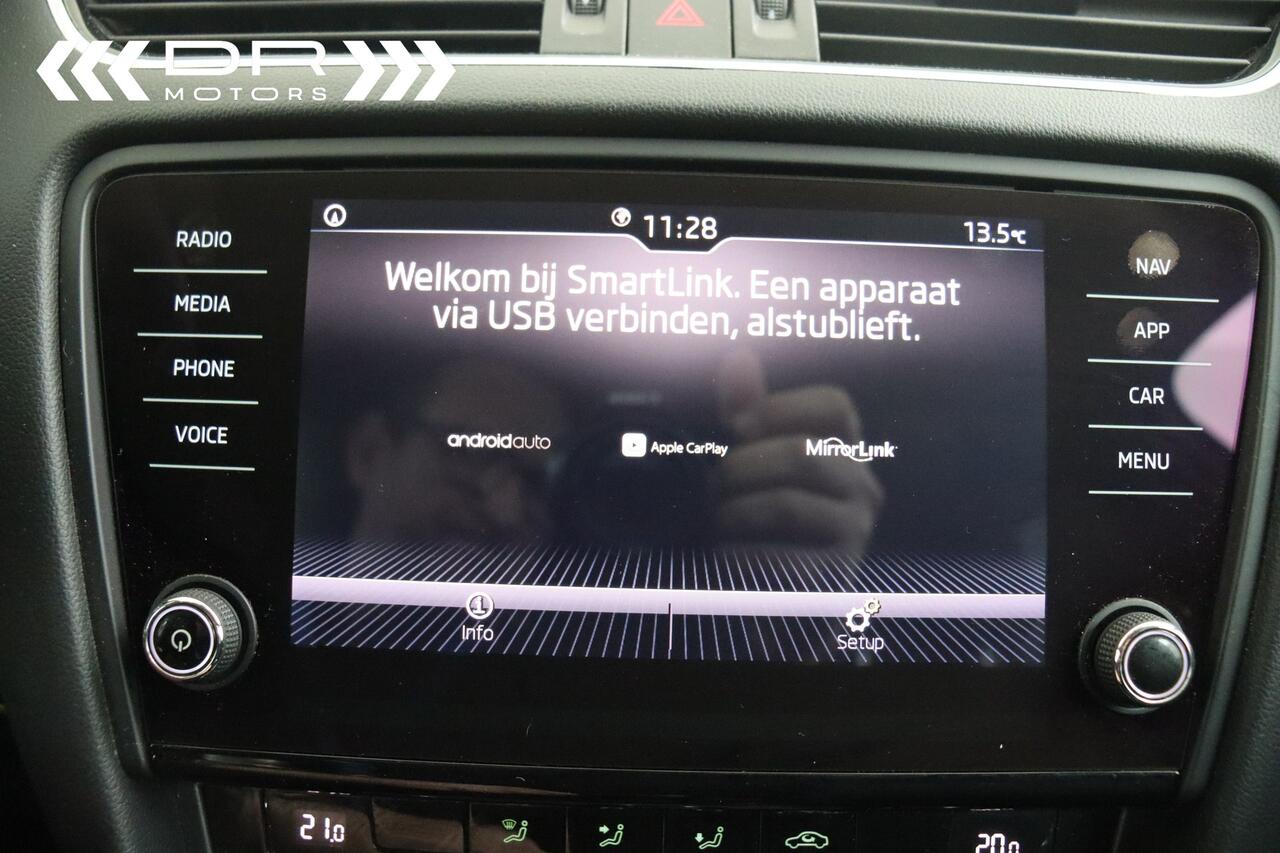 DR
MOTORS
11:28
13.5°C
Welkom bij SmartLink. Een apparaat
via USB verbinden, alstublieft.
androidauto
Apple CarPlay
MirrorLink
Info
Setup
RADIO
MEDIA
PHONE
VOICE
NAV
APP
CAR
MENU
21.0
20.0